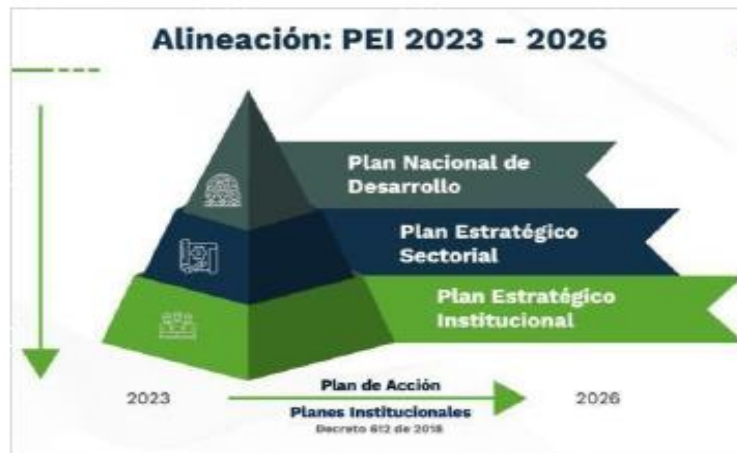 Alineación: PEI 2023 – 2026
Plan Nacional de
Desarrollo
Plan Estratégico
Sectorial
Plan Estratégico
Institucional
2023
Plan de Acción
2026
Planes Institucionales
Decreto 612 de 2018